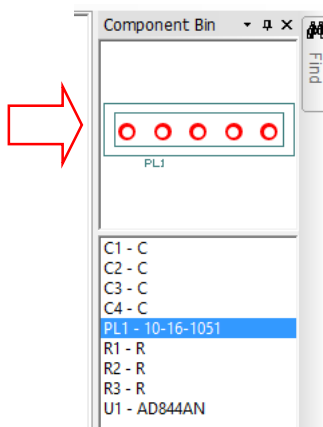 Component Bin
Find
PL1
C1 - C
C2 - C
C3 - C
C4 - C
PL1 - 10-16-1051
R1 - R
R2 - R
R3 - R
U1 - AD844AN